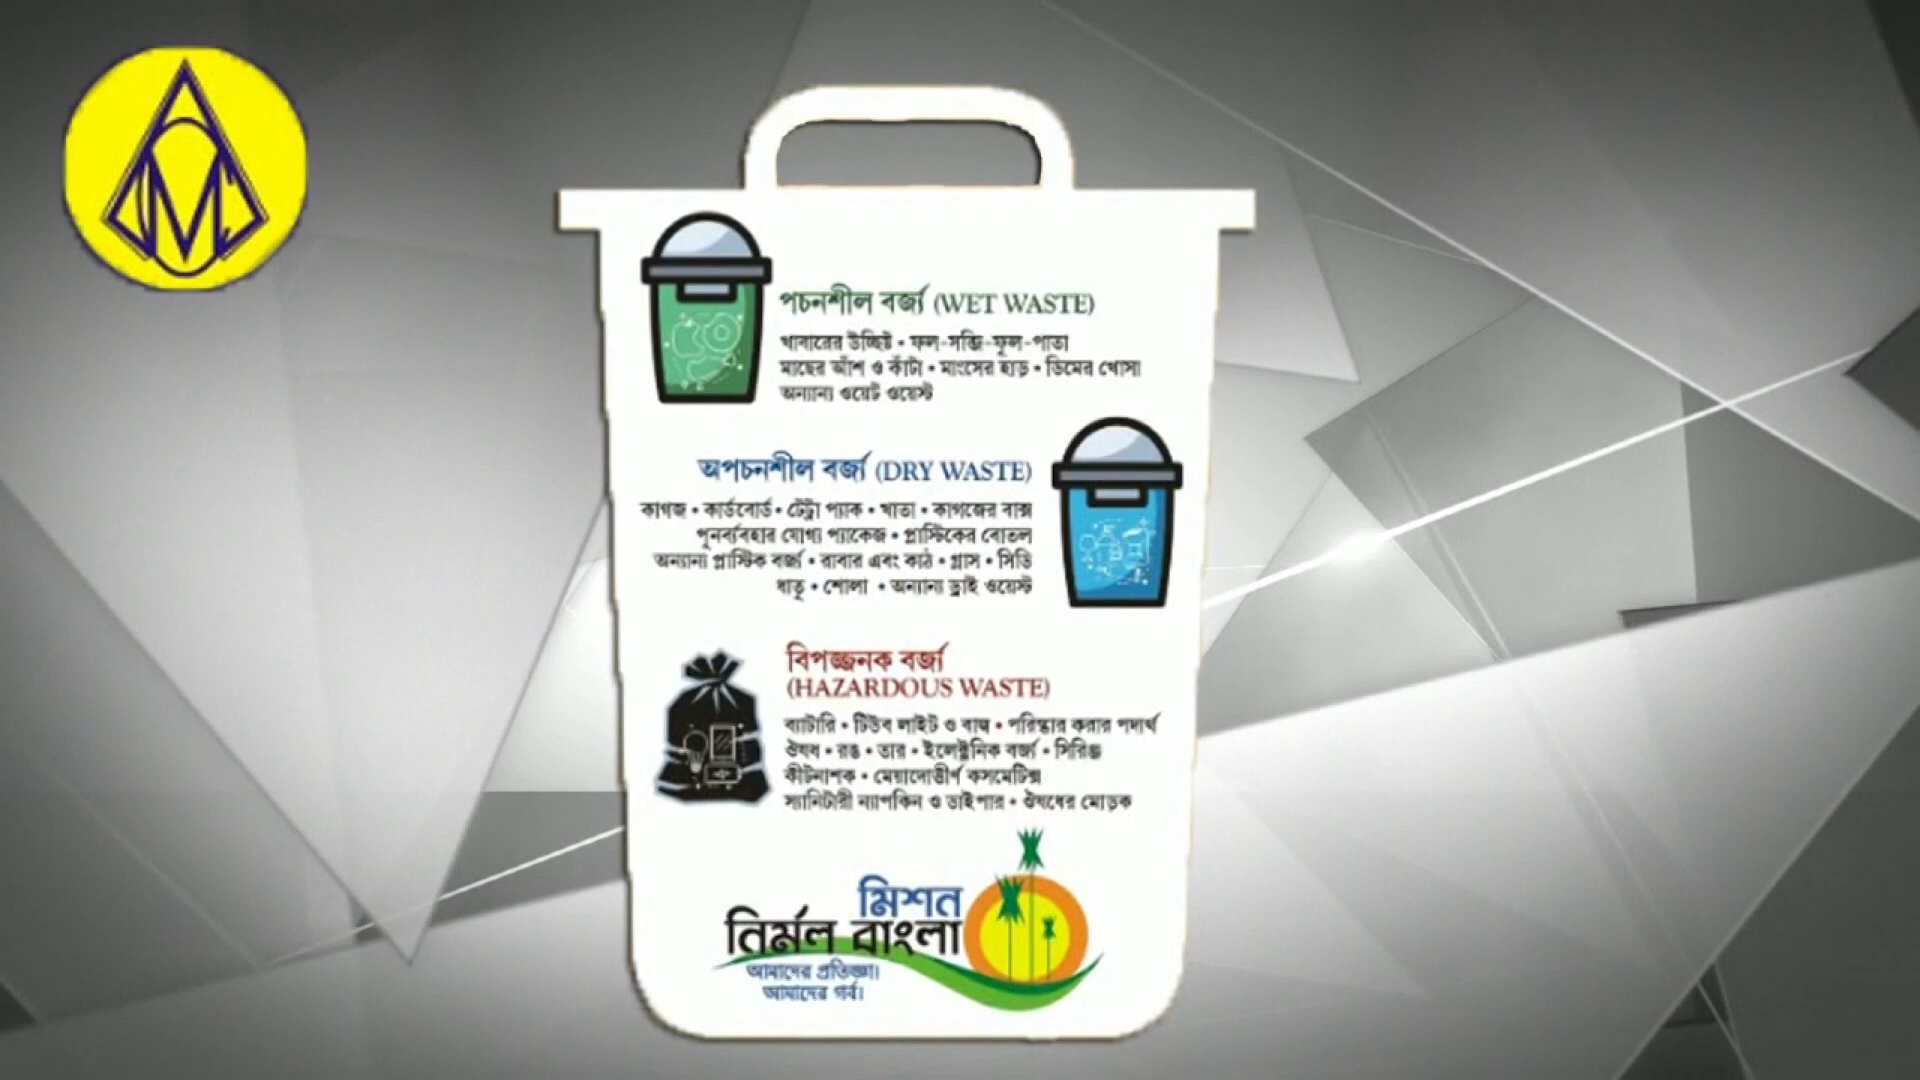 পচনশীল বর্জ্য (WET WASTE)
খাবারের উচ্ছিষ্ট • ফল-সব্জি-ফুল-পাতা
মাছের আঁশ ও কাঁটা • মাংসের হাড় • ডিমের খোসা
অন্যান্য ওয়েট ওয়েস্ট
অপচনশীল বর্জ্য (DRY WASTE)
কাগজ • কার্ডবোর্ড • টেট্রা প্যাক • খাতা • কাগজের বাক্স
পুনর্ব্যবহার যোগ্য প্যাকেজ • প্লাস্টিকের বোতল
অন্যান্য প্লাস্টিক বর্জ্য • রাবার এবং কাঠ • গ্লাস • সিডি
ধাতু • শোলা • অন্যান্য ড্রাই ওয়েস্ট
বিপজ্জনক বর্জ্য
(HAZARDOUS WASTE)
ব্যাটারি • টিউব লাইট ও বাল্ব • পরিস্কার করার পদার্থ
ঔষধ • রঙ • তার • ইলেক্ট্রনিক বর্জ্য • সিরিঞ্জ
কীটনাশক • মেয়াদোত্তীর্ণ কসমেটিক্স
স্যানিটারী ন্যাপকিন ও ডাইপার • ঔষধের মোড়ক
মিশন
নির্মল বাংলা
আমাদের প্রতিজ্ঞা।
আমাদের গর্ব।